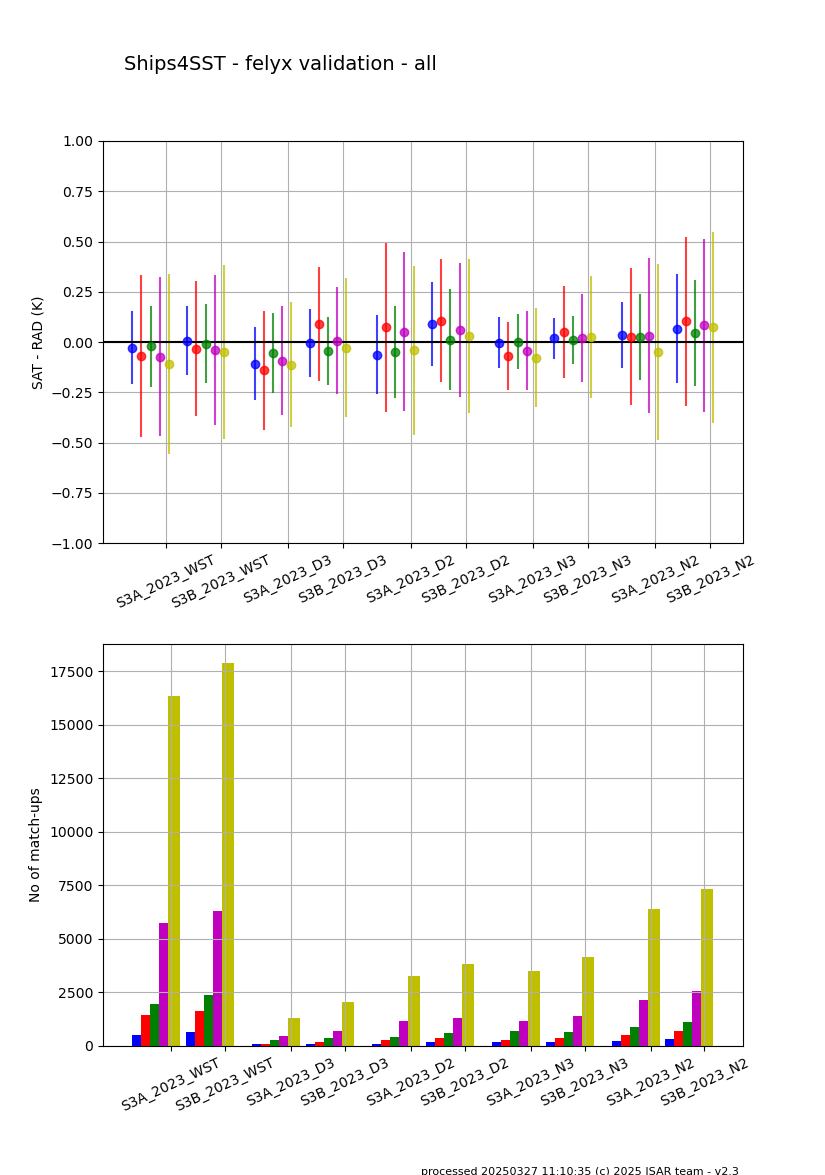 Ships4SST - felyx validation - all
SAT - RAD (K)
1.00
0.75
0.50
0.25
0.00
−0.25
−0.50
−0.75
−1.00
S3A_2023_WST
S3B_2023_WST
S3A_2023_D3
S3B_2023_D3
S3A_2023_D2
S3B_2023_D2
S3A_2023_N3
S3B_2023_N3
S3A_2023_N2
S3B_2023_N2
No of match-ups
17500
15000
12500
10000
7500
5000
2500
0
S3A_2023_WST
S3B_2023_WST
S3A_2023_D3
S3B_2023_D3
S3A_2023_D2
S3B_2023_D2
S3A_2023_N3
S3B_2023_N3
S3A_2023_N2
S3B_2023_N2
processed 20250327 11:10:35 (c) 2025 ISAR team - v2.3